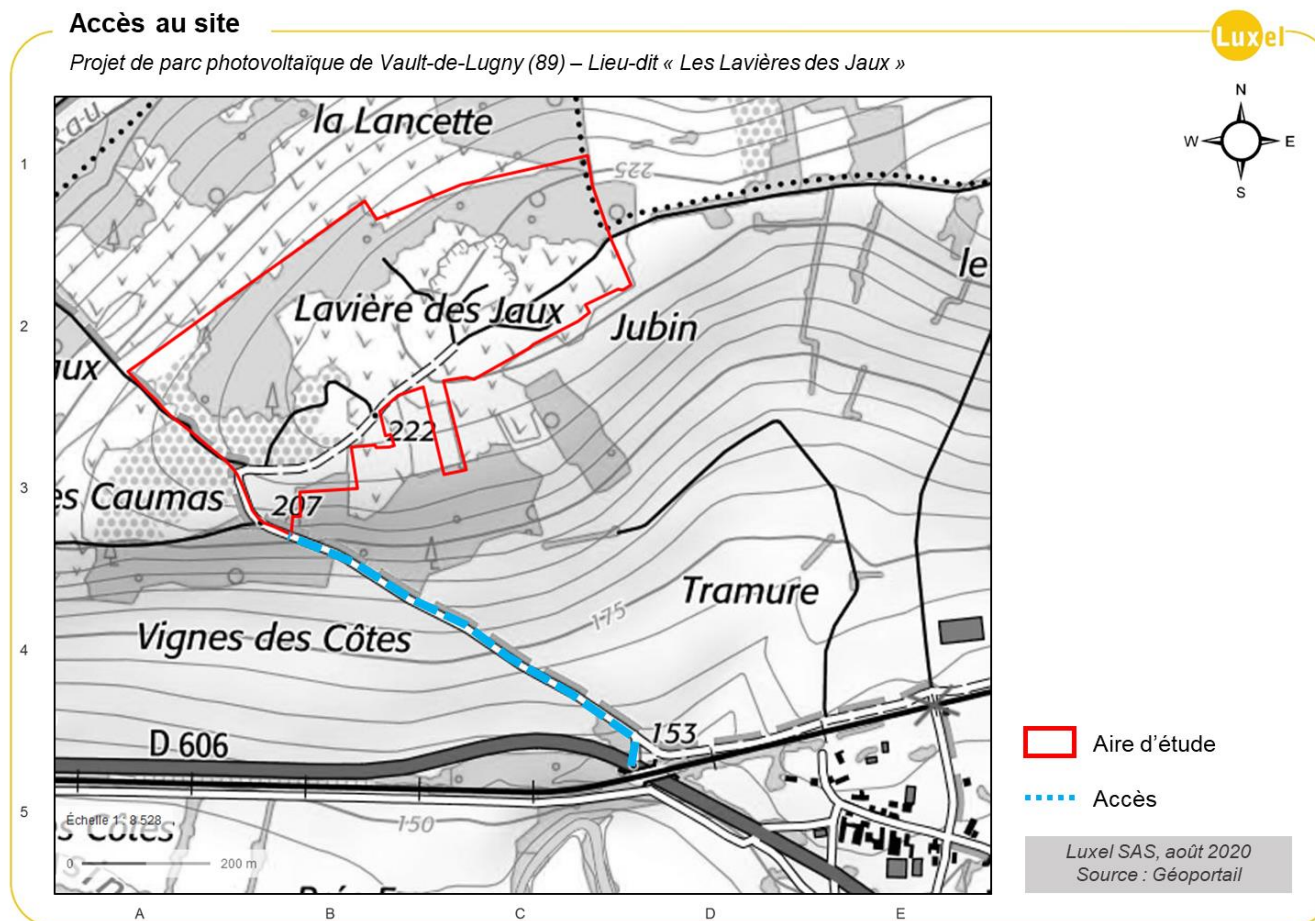 Accès au site
Luxel
Projet de parc photovoltaïque de Vault-de-Lugny (89) – Lieu-dit « Les Lavières des Jaux »
N
W
E
S
la Lancette
1
225
le
Lavière des Jaux
2
Jubin
222
3
207
Caumas
Tramure
175
Vignes des Côtes
4
153
D 606
Aire d'étude
Accès
5
150
Échelle 1 : 8 528
Côtes
0
200 m
Luxel SAS, août 2020
Source : Géoportail
A
B
C
D
E